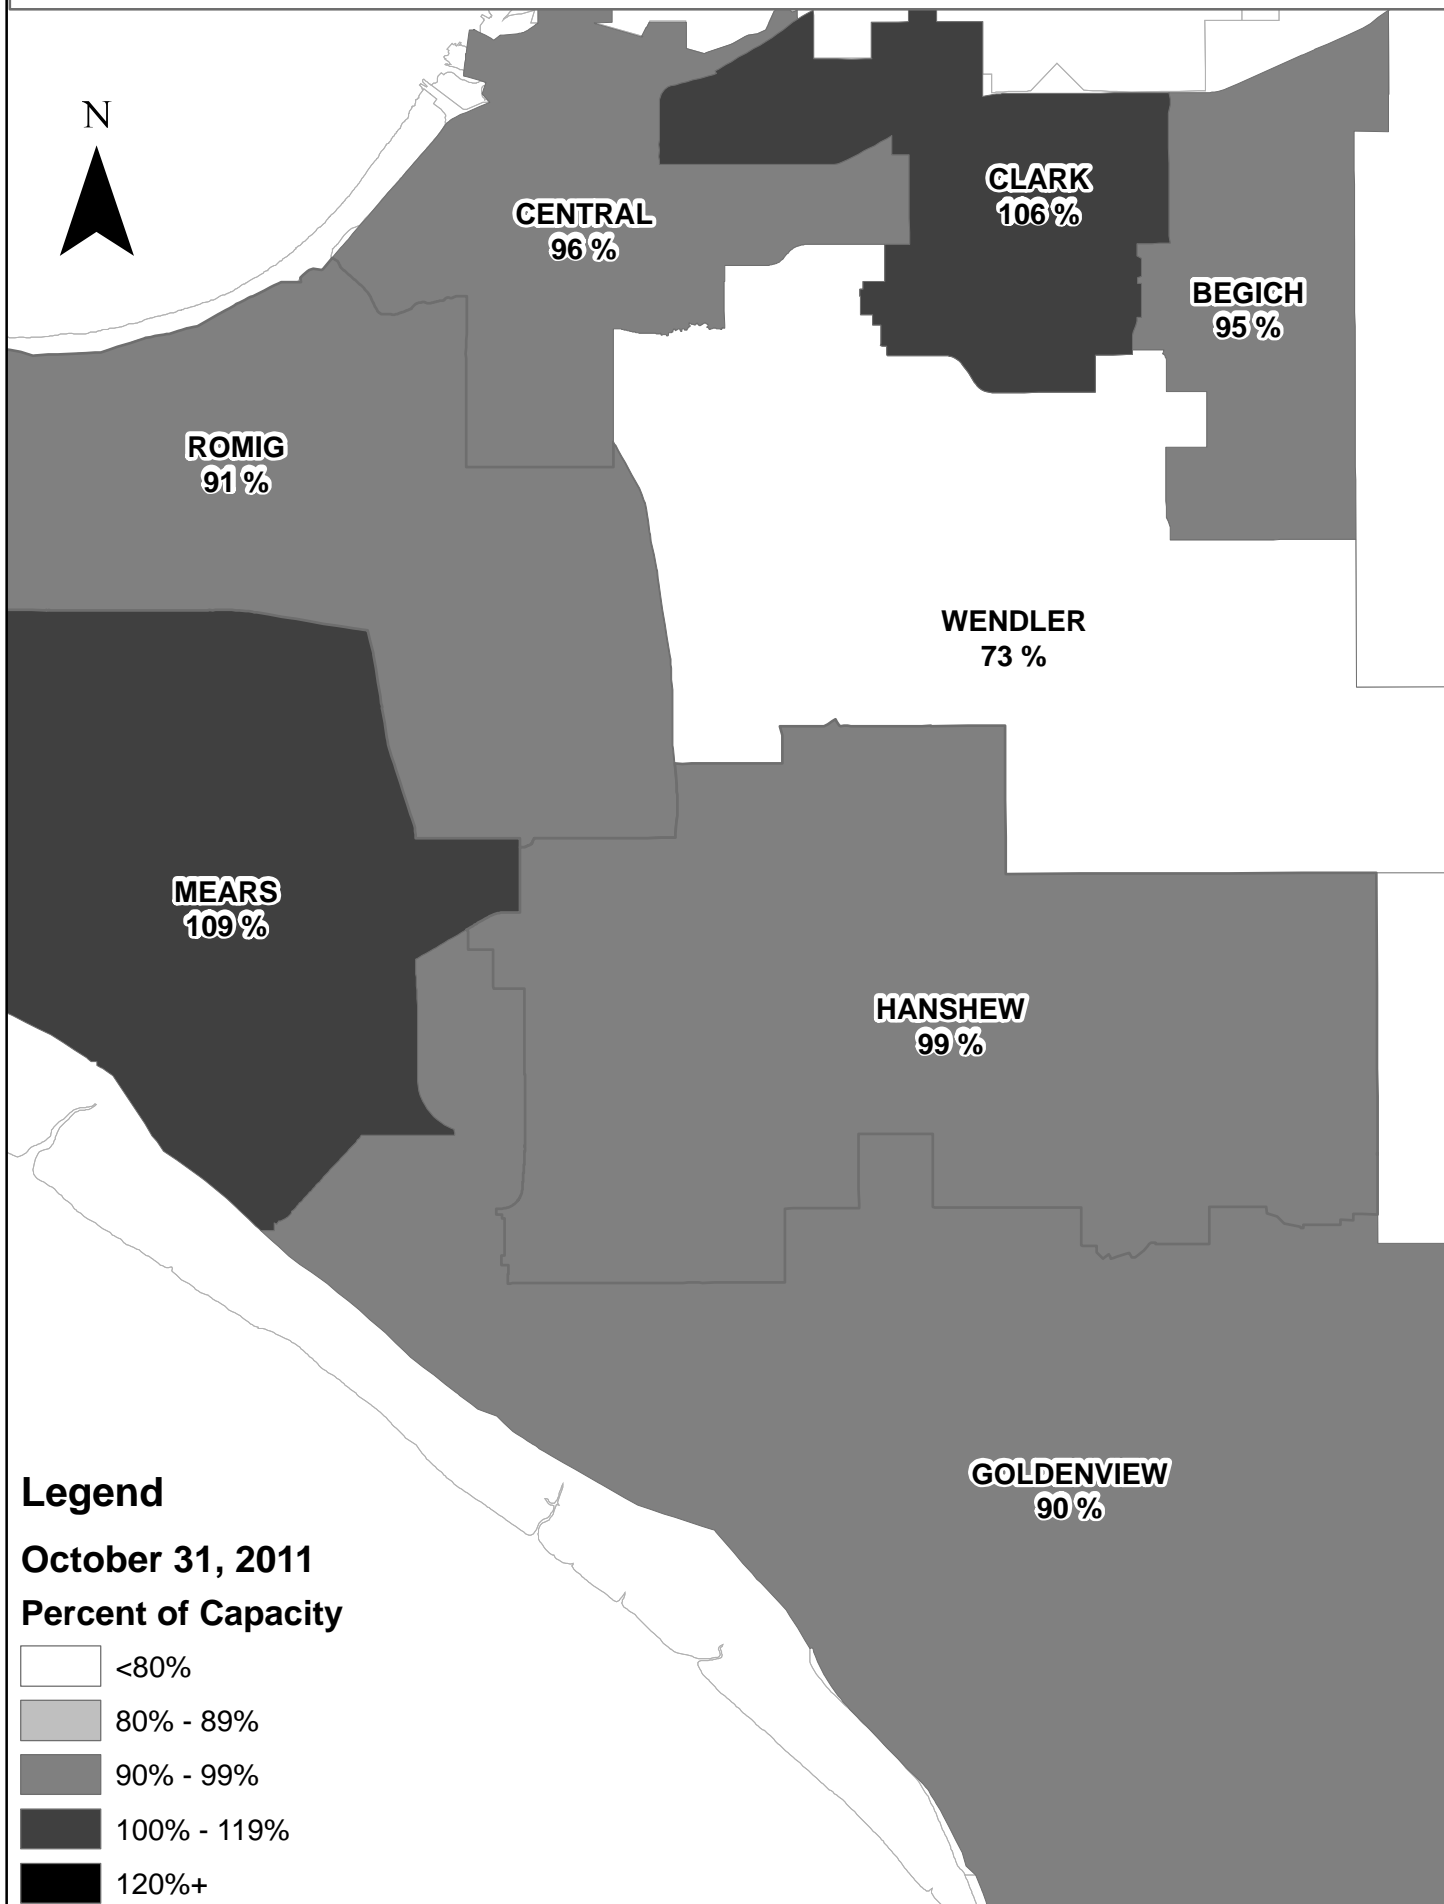 N
CLARK
106 %
CENTRAL
96 %
BEGICH
95 %
ROMIG
91 %
WENDLER
73 %
MEARS
109 %
HANSHEW
99 %
GOLDENVIEW
90 %
Legend
October 31, 2011
Percent of Capacity
<80%
80% - 89%
90% - 99%
100% - 119%
120%+